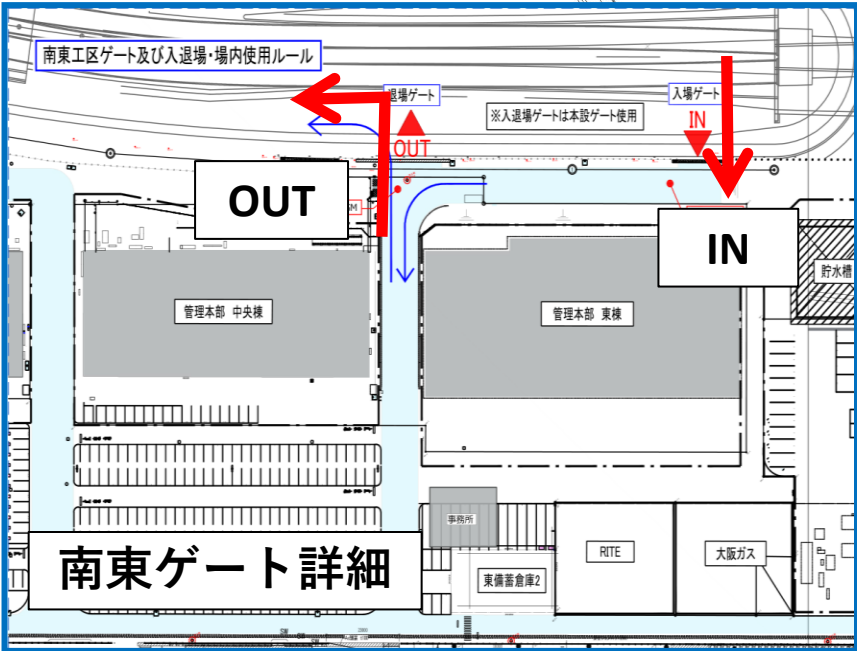 南東工区ゲート及び入退場・場内使用ルール
退場ゲート
入場ゲート
※入退場ゲートは本設ゲート使用
IN
OUT
OUT
IN
貯水槽
管理本部 中央棟
管理本部 東棟
事務所
RITE
大阪ガス
東備蓄倉庫2
南東ゲート詳細